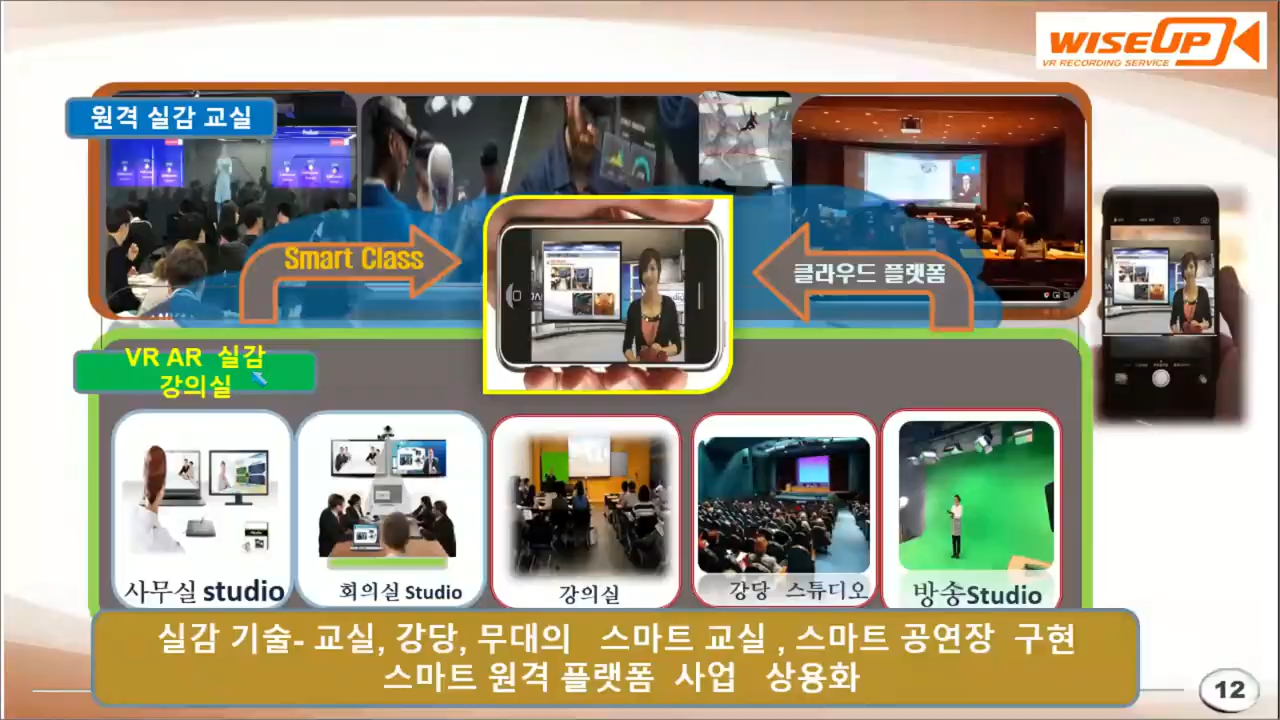 WISEUP
VR RECORDING SERVICE
원격 실감 교실
Smart Class
클라우드 플랫폼
VR AR 실감
강의실
사무실 studio
회의실 Studio
강의실
강당 스튜디오
방송Studio
실감 기술- 교실, 강당, 무대의 스마트 교실 , 스마트 공연장 구현
스마트 원격 플랫폼 사업 상용화
12